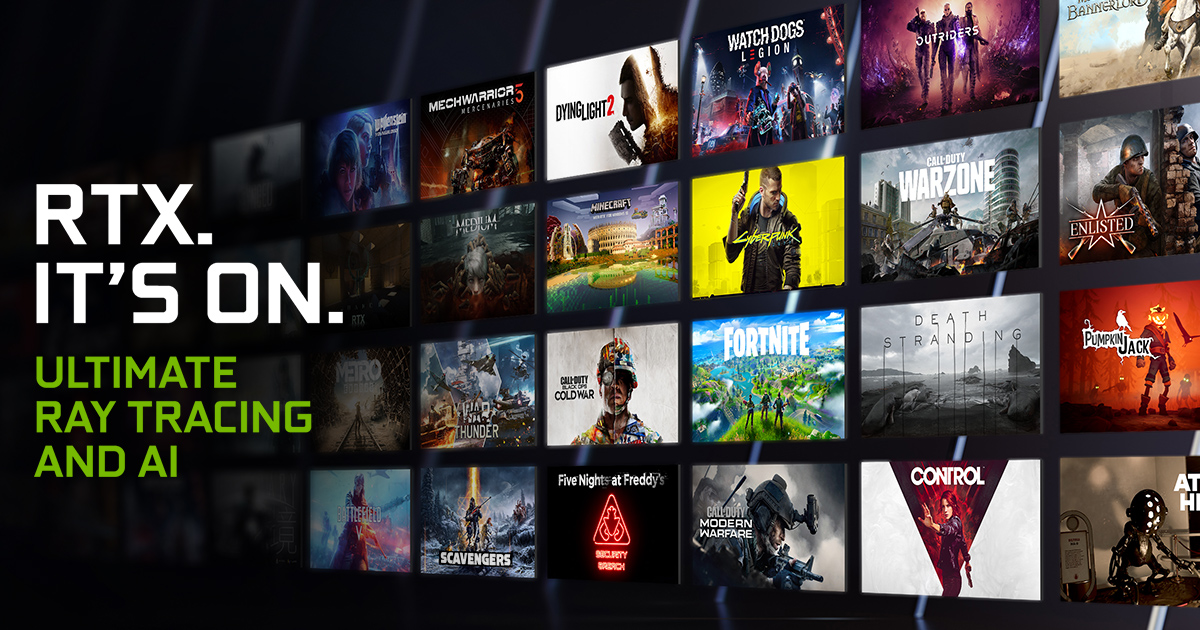 RTX.
IT'S ON.
ULTIMATE
RAY TRACING
AND AI
Wolfenstein
MECHWARRIOR 5
MERCENARIES
DYING LIGHT 2
WATCH DOGS
LEGION
OUTRIDERS
BANNERLORD
RTX
MEDIUM
MINECRAFT
CYBERPUNK
CALL OF DUTY
WARZONE
ENLISTED
METRO
WAR
THUNDER
CALL OF DUTY
BLACK OPS
COLD WAR
FORTNITE
DEATH
STRANDING
PUMPKIN
JACK
BATTLEFIELD
V
SCAVENGERS
Five Nights at Freddy's
SECURITY
BREACH
CALL OF DUTY
MODERN
WARFARE
CONTROL
AT
HE